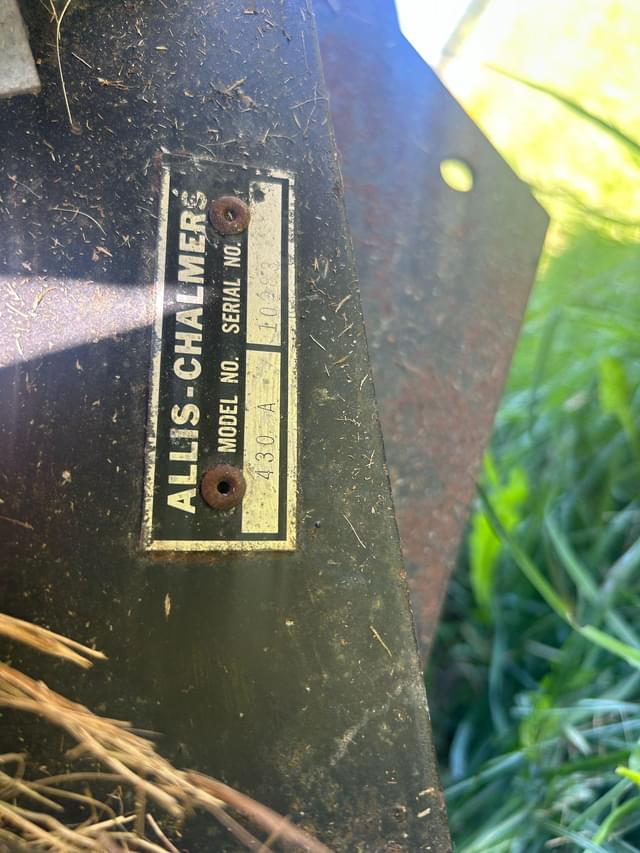 ALLIS-CHALMERS
MODEL NO. SERIAL NO.
430 A